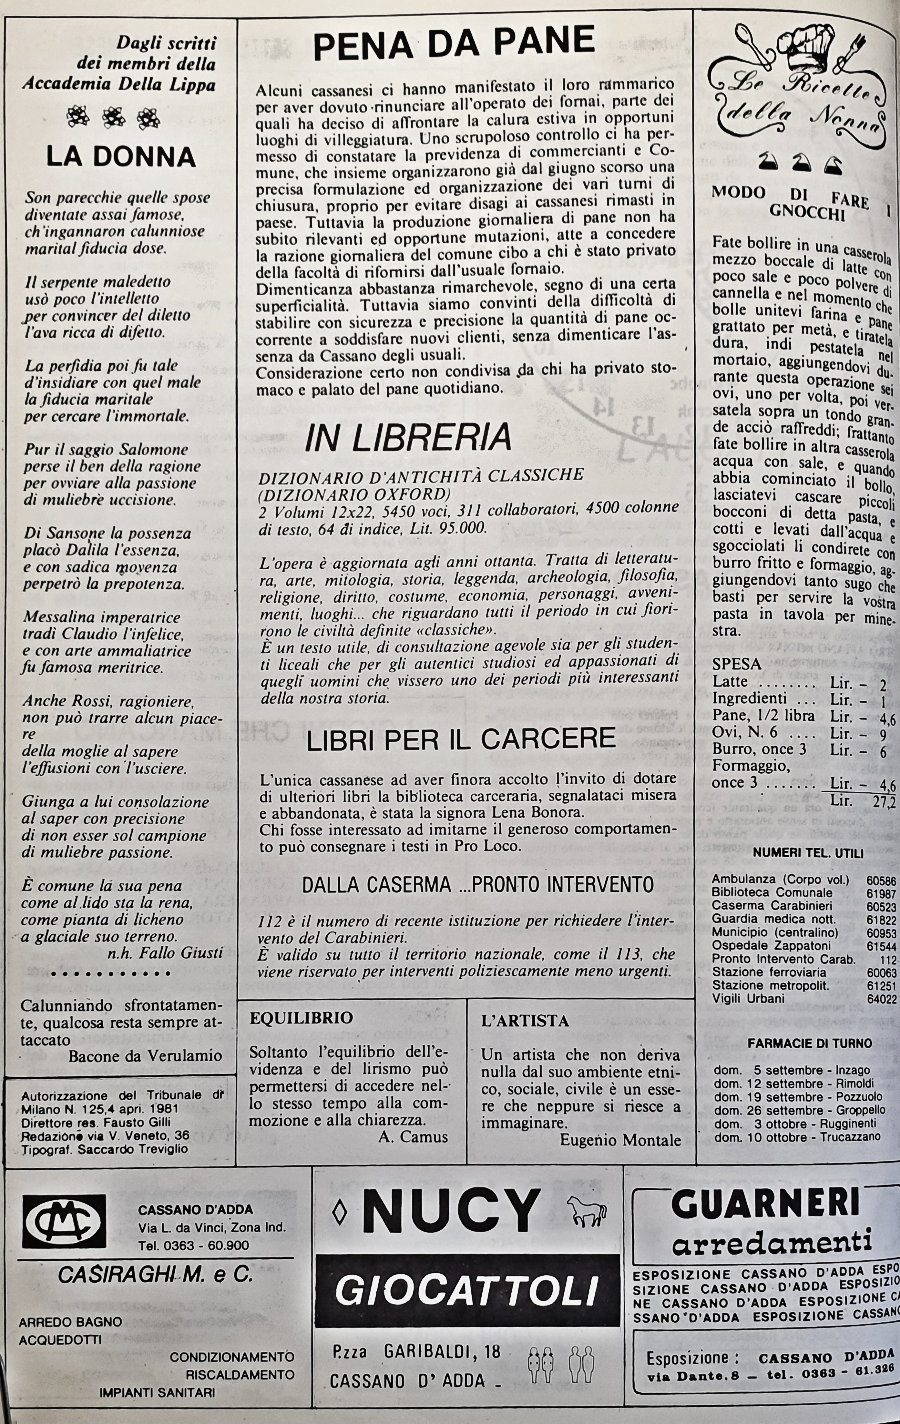 Dagli scritti
dei membri della
Accademia Della Lippa
LA DONNA
Son parecchie quelle spose
diventate assai famose,
ch'ingannaron calunniose
marital fiducia dose.
Il serpente maledetto
usò poco l'intelletto
per convincer del diletto
l'ava ricca di difetto.
La perfidia poi fu tale
d'insidiare con quel male
la fiducia maritale
per cercare l'immortale.
Pur il saggio Salomone
perse il ben della ragione
per ovviare alla passione
di muliebre uccisione.
Di Sansone la possenza
placò Dalila l'essenza,
e con sadica movenza
perpetrò la prepotenza.
Messalina imperatrice
tradì Claudio l'infelice,
e con arte ammaliatrice
fu famosa meritrice.
Anche Rossi, ragioniere,
non può trarre alcun piace-
re
della moglie al sapere
l'effusioni con l'usciere.
Giunga a lui consolazione
al saper con precisione
di non esser sol campione
di muliebre passione.
È comune la sua pena
come al lido sta la rena,
come pianta di licheno
a glaciale suo terreno.
n.h. Fallo Giusti
Calunniando sfrontatamen-
te, qualcosa resta sempre at-
taccato
Bacone da Verulamio
Autorizzazione del Tribunale di
Milano N. 125,4 apri. 1981
Direttore res. Fausto Gilli
Redazione via V. Veneto, 36
Tipograf. Saccardo Treviglio
PENA DA PANE
Alcuni cassanesi ci hanno manifestato il loro rammarico
per aver dovuto rinunciare all'operato dei fornai, parte dei
quali ha deciso di affrontare la calura estiva in opportuni
luoghi di villeggiatura. Uno scrupoloso controllo ci ha per-
messo di constatare la previdenza di commercianti e Co-
mune, che insieme organizzarono già dal giugno scorso una
precisa formulazione ed organizzazione dei vari turni di
chiusura, proprio per evitare disagi ai cassanesi rimasti in
paese. Tuttavia la produzione giornaliera di pane non ha
subito rilevanti ed opportune mutazioni, atte a concedere
la razione giornaliera del comune cibo a chi è stato privato
della facoltà di rifornirsi dall'usuale fornaio.
Dimenticanza abbastanza rimarchevole, segno di una certa
superficialità. Tuttavia siamo convinti della difficoltà di
stabilire con sicurezza e precisione la quantità di pane oc-
corrente a soddisfare nuovi clienti, senza dimenticare l'as-
senza da Cassano degli usuali.
Considerazione certo non condivisa da chi ha privato sto-
maco e palato del pane quotidiano.
IN LIBRERIA
DIZIONARIO D'ANTICHITÀ CLASSICHE
(DIZIONARIO OXFORD)
2 Volumi 12x22, 5450 voci, 311 collaboratori, 4500 colonne
di testo, 64 di indice, Lit. 95.000.
L'opera è aggiornata agli anni ottanta. Tratta di letteratu-
ra, arte, mitologia, storia, leggenda, archeologia, filosofia,
religione, diritto, costume, economia, personaggi, avveni-
menti, luoghi... che riguardano tutti il periodo in cui fiori-
rono le civiltà definite «classiche».
È un testo utile, di consultazione agevole sia per gli studen-
ti liceali che per gli autentici studiosi ed appassionati di
quegli uomini che vissero uno dei periodi più interessanti
della nostra storia.
LIBRI PER IL CARCERE
L'unica cassanese ad aver finora accolto l'invito di dotare
di ulteriori libri la biblioteca carceraria, segnalataci misera
e abbandonata, è stata la signora Lena Bonora.
Chi fosse interessato ad imitarne il generoso comportamen-
to può consegnare i testi in Pro Loco.
DALLA CASERMA ...PRONTO INTERVENTO
112 è il numero di recente istituzione per richiedere l'inter-
vento del Carabinieri.
È valido su tutto il territorio nazionale, come il 113, che
viene riservato per interventi poliziescamente meno urgenti.
EQUILIBRIO
Soltanto l'equilibrio dell'e-
videnza e del lirismo può
permettersi di accedere nel-
lo stesso tempo alla com-
mozione e alla chiarezza.
A. Camus
L'ARTISTA
Un artista che non deriva
nulla dal suo ambiente etni-
co, sociale, civile è un esse-
re che neppure si riesce a
immaginare.
Eugenio Montale
Le Ricette
della Nonna
MODO DI FARE I
GNOCCHI
Fate bollire in una casserola
mezzo boccale di latte con
poco sale e poco polvere di
cannella e nel momento che
bolle unitevi farina e pane
grattato per metà, e tiratela
dura, indi pestatela nel
mortaio, aggiungendovi du-
rante questa operazione sei
ovi, uno per volta, poi ver-
satela sopra un tondo gran-
de acciò raffreddi; frattanto
fate bollire in altra casserola
acqua con sale, e quando
abbia cominciato il bollo,
lasciatevi cascare piccoli
bocconi di detta pasta, e
cotti e levati dall'acqua e
sgocciolati li condirete con
burro fritto e formaggio, ag-
giungendovi tanto sugo che
basti per servire la vostra
pasta in tavola per mine-
stra.
SPESA
Latte ........ Lir. – 2
Ingredienti ... Lir. – 1
Pane, 1/2 libra Lir. – 4,6
Ovi, N. 6 .... Lir. – 9
Burro, once 3 Lir. – 6
Formaggio,
once 3 ....... Lir. – 4,6
Lir. 27,2
NUMERI TEL. UTILI
Ambulanza (Corpo vol.) 60586
Biblioteca Comunale 61987
Caserma Carabinieri 60523
Guardia medica nott. 61822
Municipio (centralino) 60953
Ospedale Zappatoni 61544
Pronto Intervento Carab. 112
Stazione ferroviaria 60063
Stazione metropolit. 61251
Vigili Urbani 64022
FARMACIE DI TURNO
dom. 5 settembre - Inzago
dom. 12 settembre - Rimoldi
dom. 19 settembre - Pozzuolo
dom. 26 settembre - Groppello
dom. 3 ottobre - Rugginenti
dom. 10 ottobre - Trucazzano
CASSANO D'ADDA
Via L. da Vinci, Zona Ind.
Tel. 0363 - 60.900
CASIRAGHI M. e C.
ARREDO BAGNO
ACQUEDOTTI
CONDIZIONAMENTO
RISCALDAMENTO
IMPIANTI SANITARI
NUCY
GIOCATTOLI
P.zza GARIBALDI, 18
CASSANO D'ADDA
GUARNERI
arredamenti
ESPOSIZIONE CASSANO D'ADDA ESPO
SIZIONE CASSANO D'ADDA ESPOSIZIO
NE CASSANO D'ADDA ESPOSIZIONE CA
SSANO D'ADDA ESPOSIZIONE CASSANO
Esposizione : CASSANO D'ADDA
via Dante, 8 – tel. 0363 - 61.326